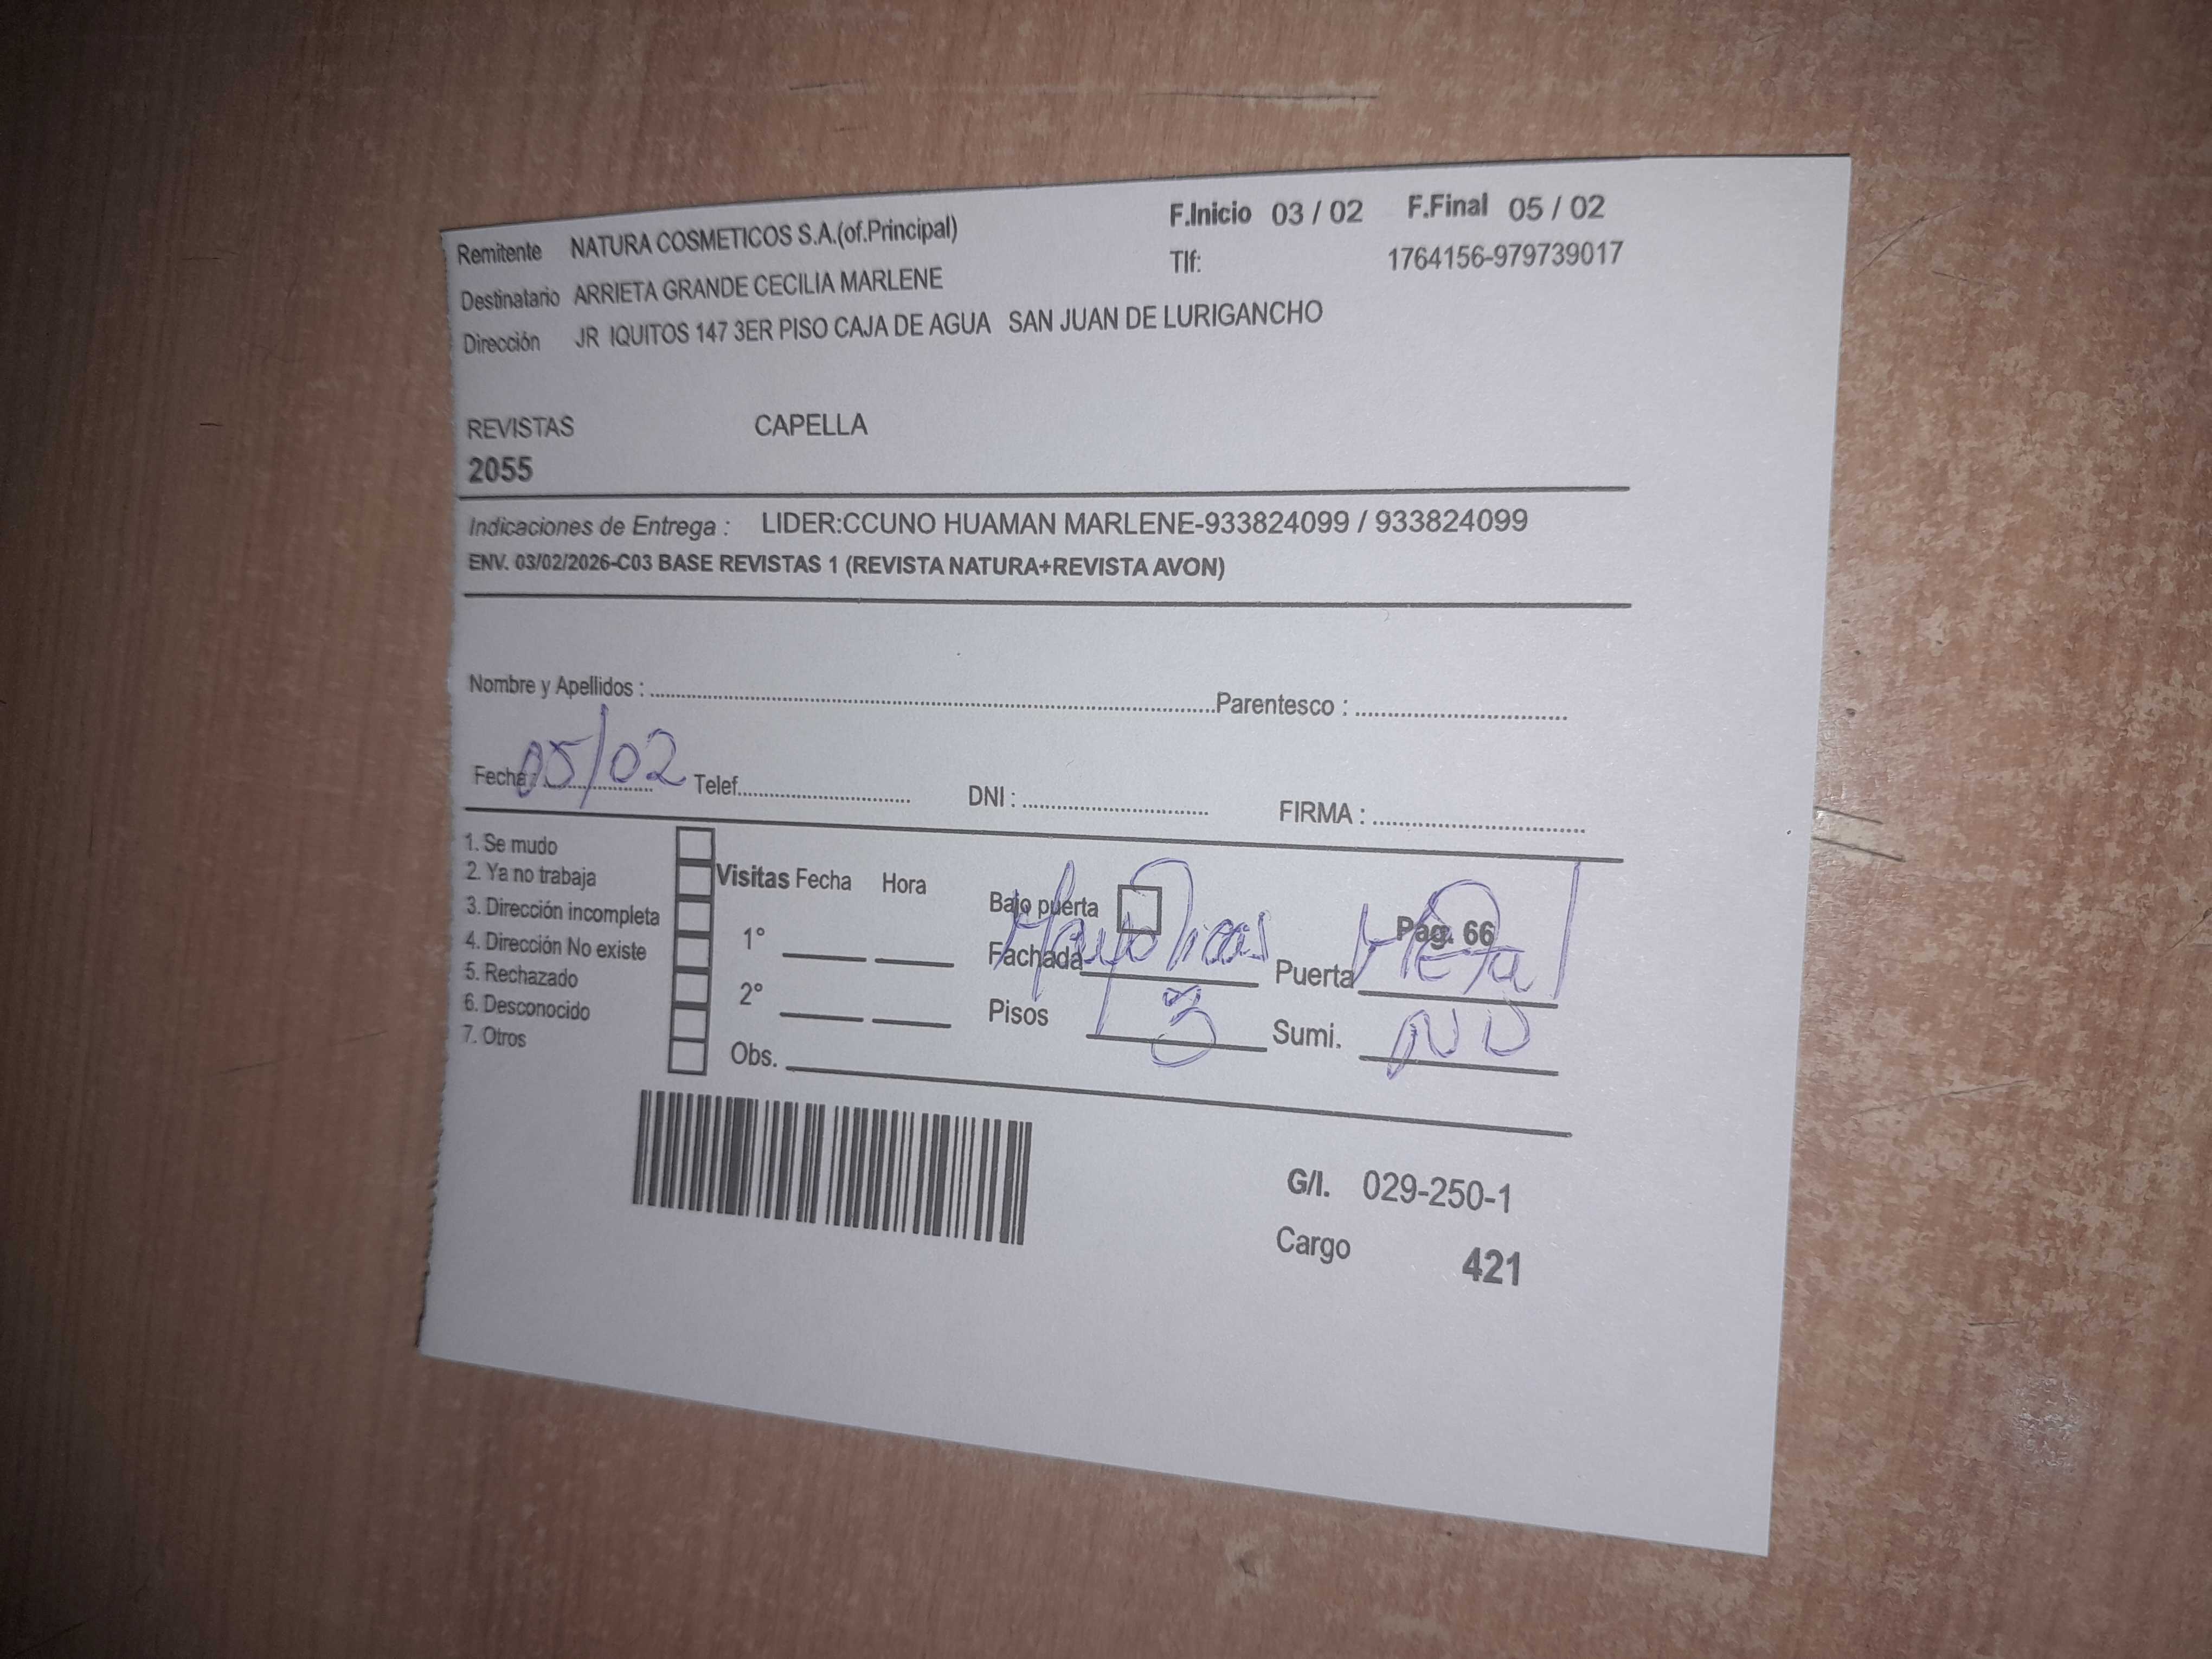 Remitente NATURA COSMETICOS S.A.(of.Principal) F.Inicio 03 / 02 F.Final 05 / 02
Destinatario ARRIETA GRANDE CECILIA MARLENE Tlf: 1764156-979739017
Dirección JR IQUITOS 147 3ER PISO CAJA DE AGUA SAN JUAN DE LURIGANCHO
REVISTAS CAPELLA
2055
Indicaciones de Entrega : LIDER:CCUNO HUAMAN MARLENE-933824099 / 933824099
ENV. 03/02/2026-C03 BASE REVISTAS 1 (REVISTA NATURA+REVISTA AVON)
Nombre y Apellidos : Parentesco :
Fecha : 05/02 Telef. DNI : FIRMA :
1. Se mudo
2. Ya no trabaja
3. Dirección incompleta
4. Dirección No existe
5. Rechazado
6. Desconocido
7. Otros
Visitas Fecha Hora
1°
2°
Obs.
Bajo puerta Pág. 66
Fachada Mayolicas Puerta Metal
Pisos 3 Sumi. NO
G/I. 029-250-1
Cargo 421